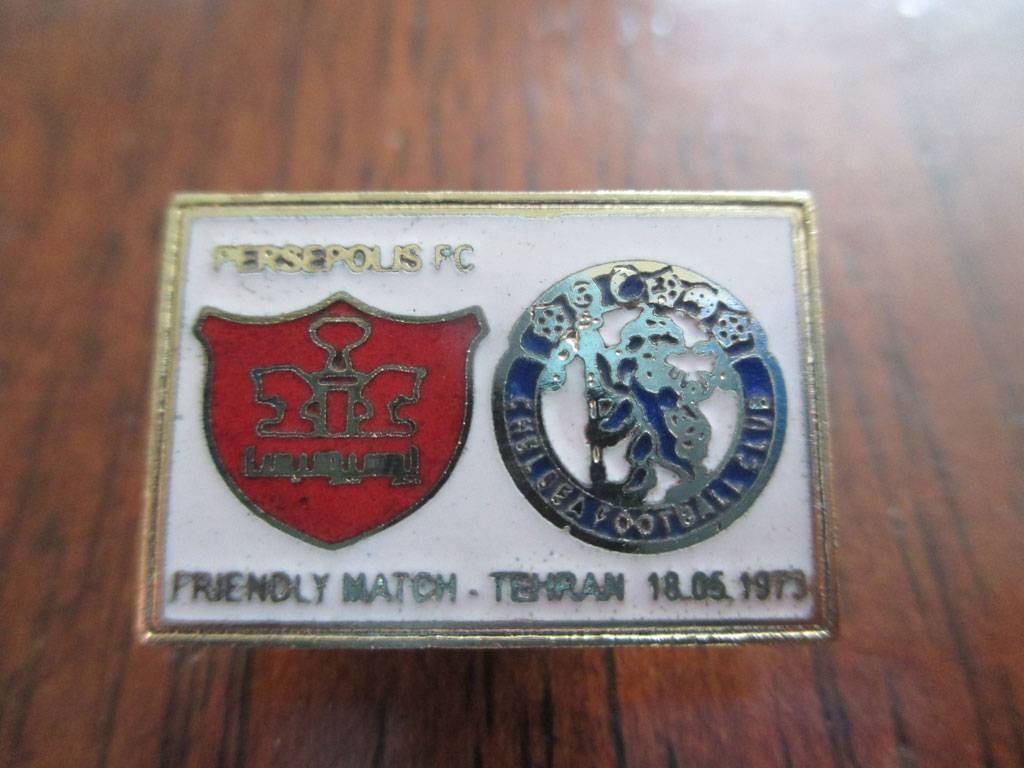 PERSEPOLIS FC
CHELSEA FOOTBALL CLUB
FRIENDLY MATCH - TEHRAN 18.05.1973